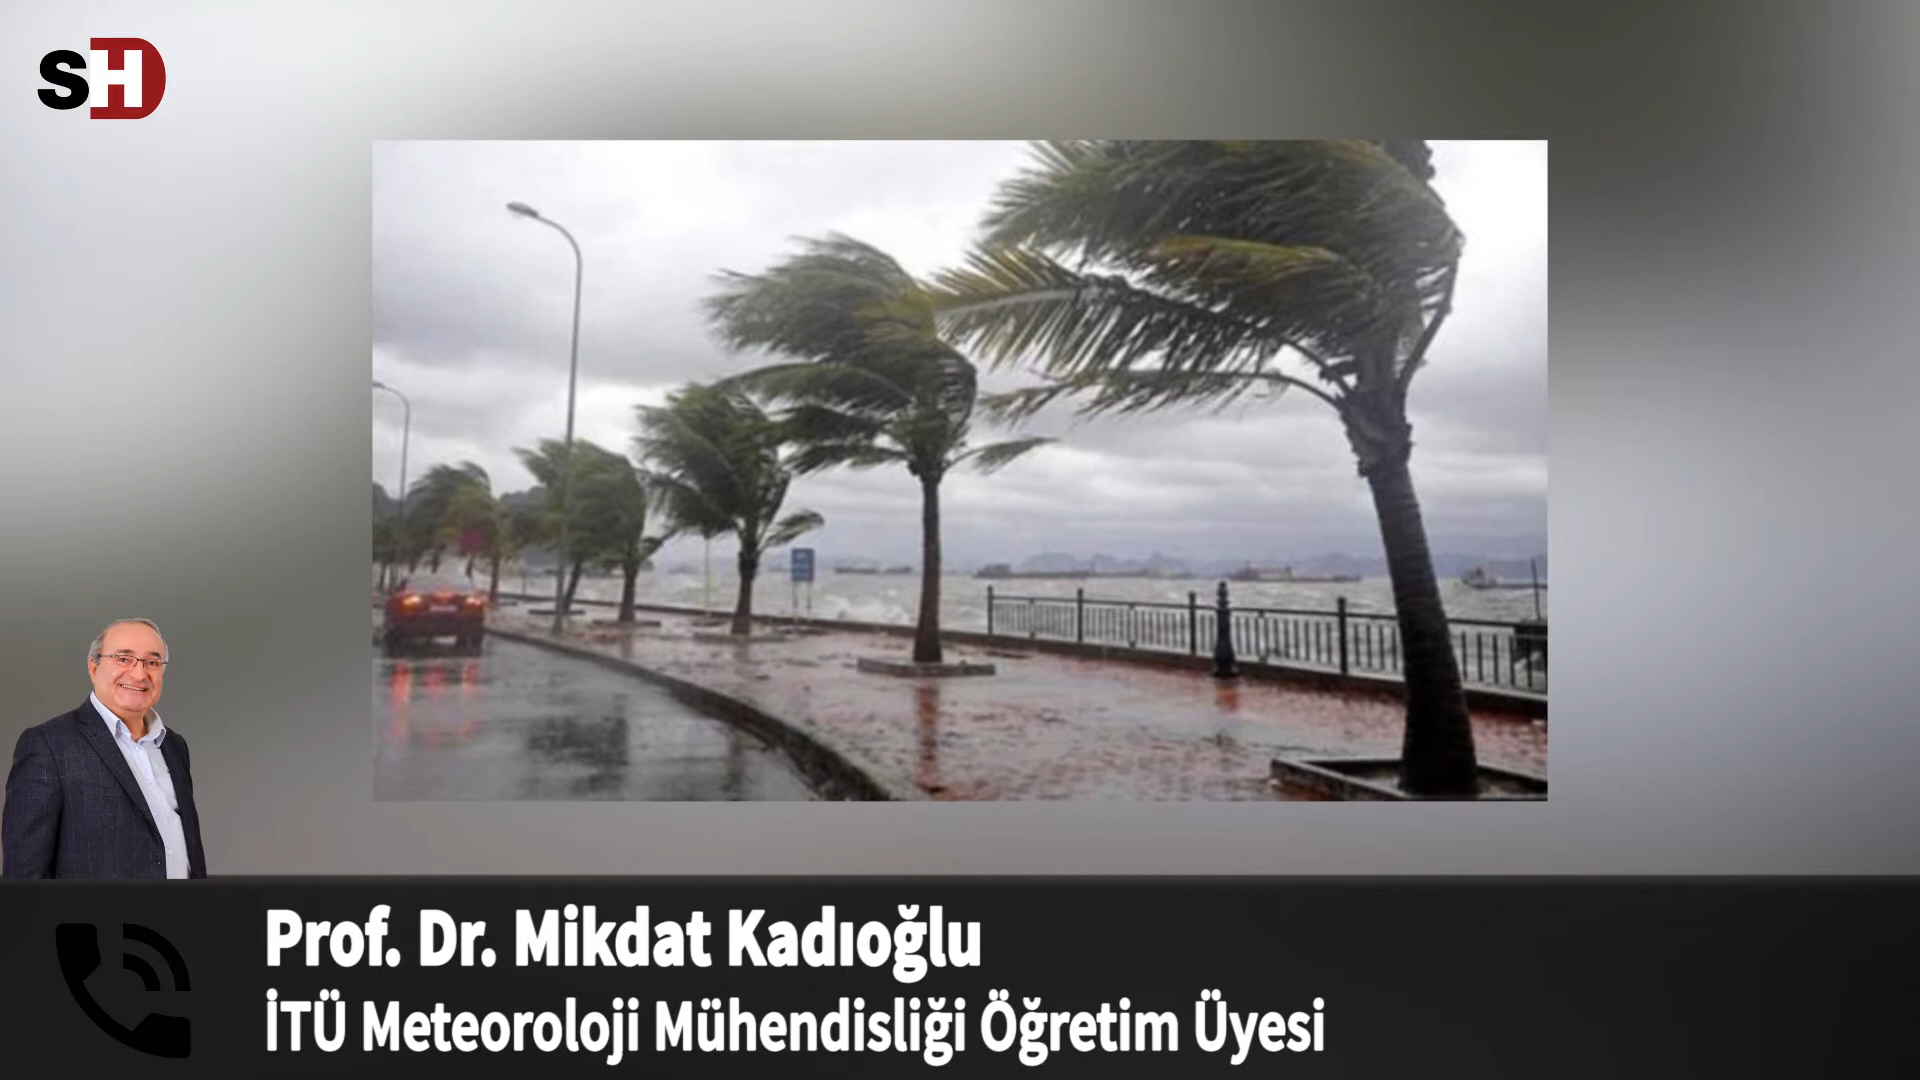 SH
Prof. Dr. Mikdat Kadıoğlu
İTÜ Meteoroloji Mühendisliği Öğretim Üyesi